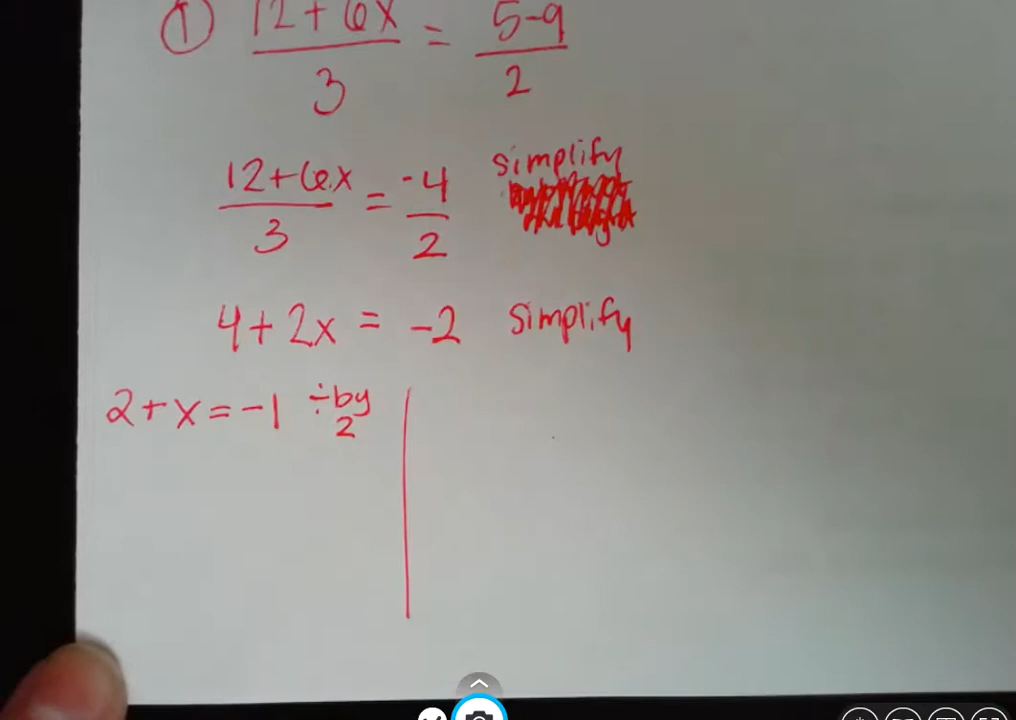 ① 12 + 6x = 5-9
3 2
12+6x = -4 simplify
3 2
4 + 2x = -2 simplify
2 + x = -1 ÷ by
2